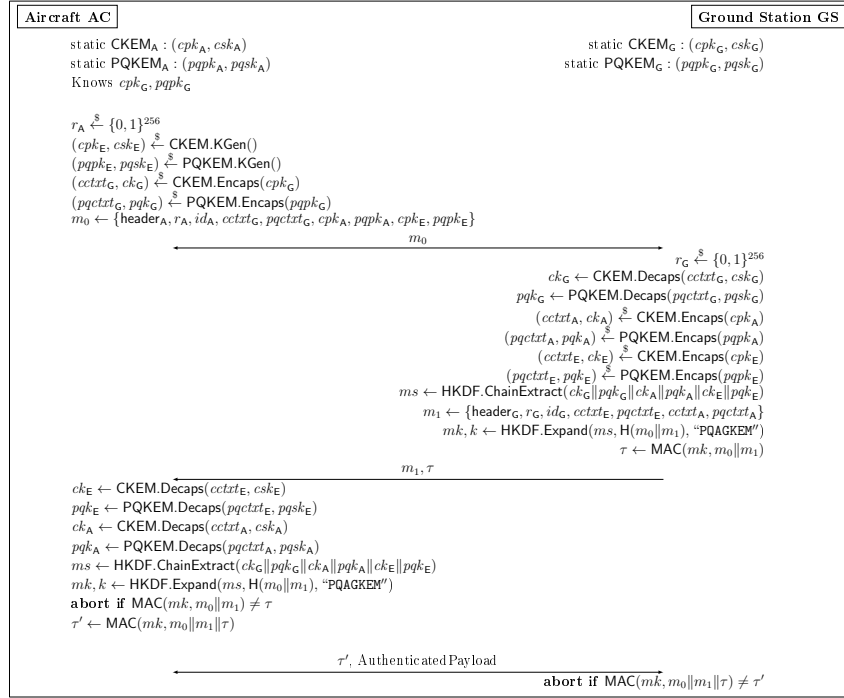 Aircraft AC
Ground Station GS
static CKEM_A : (cpk_A, csk_A)
static CKEM_G : (cpk_G, csk_G)
static PQKEM_A : (pqpk_A, pqsk_A)
static PQKEM_G : (pqpk_G, pqsk_G)
Knows cpk_G, pqpk_G
r_A ←$ {0, 1}^256
(cpk_E, csk_E) ←$ CKEM.KGen()
(pqpk_E, pqsk_E) ←$ PQKEM.KGen()
(cctxt_G, ck_G) ←$ CKEM.Encaps(cpk_G)
(pqctxt_G, pqk_G) ←$ PQKEM.Encaps(pqpk_G)
m_0 ← {header_A, r_A, id_A, cctxt_G, pqctxt_G, cpk_A, pqpk_A, cpk_E, pqpk_E}
m_0
r_G ←$ {0, 1}^256
ck_G ← CKEM.Decaps(cctxt_G, csk_G)
pqk_G ← PQKEM.Decaps(pqctxt_G, pqsk_G)
(cctxt_A, ck_A) ←$ CKEM.Encaps(cpk_A)
(pqctxt_A, pqk_A) ←$ PQKEM.Encaps(pqpk_A)
(cctxt_E, ck_E) ←$ CKEM.Encaps(cpk_E)
(pqctxt_E, pqk_E) ←$ PQKEM.Encaps(pqpk_E)
ms ← HKDF.ChainExtract(ck_G‖pqk_G‖ck_A‖pqk_A‖ck_E‖pqk_E)
m_1 ← {header_G, r_G, id_G, cctxt_E, pqctxt_E, cctxt_A, pqctxt_A}
mk, k ← HKDF.Expand(ms, H(m_0‖m_1), “PQAGKEM″)
τ ← MAC(mk, m_0‖m_1)
m_1, τ
ck_E ← CKEM.Decaps(cctxt_E, csk_E)
pqk_E ← PQKEM.Decaps(pqctxt_E, pqsk_E)
ck_A ← CKEM.Decaps(cctxt_A, csk_A)
pqk_A ← PQKEM.Decaps(pqctxt_A, pqsk_A)
ms ← HKDF.ChainExtract(ck_G‖pqk_G‖ck_A‖pqk_A‖ck_E‖pqk_E)
mk, k ← HKDF.Expand(ms, H(m_0‖m_1), “PQAGKEM″)
abort if MAC(mk, m_0‖m_1) ≠ τ
τ′ ← MAC(mk, m_0‖m_1‖τ)
τ′, AuthenticatedPayload
abort if MAC(mk, m_0‖m_1‖τ) ≠ τ′